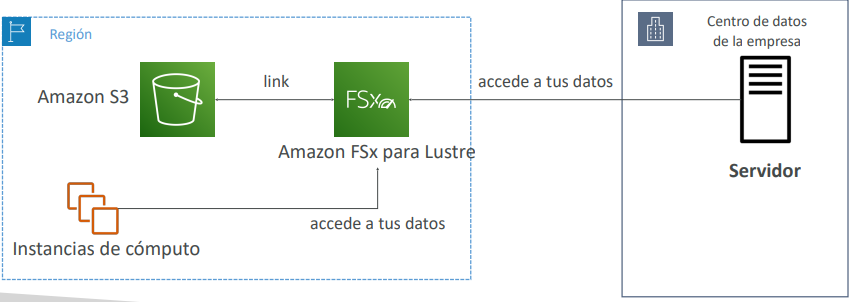 Región
Centro de datos
de la empresa
Amazon S3
link
FSx
accede a tus datos
Amazon FSx para Lustre
Servidor
accede a tus datos
Instancias de cómputo